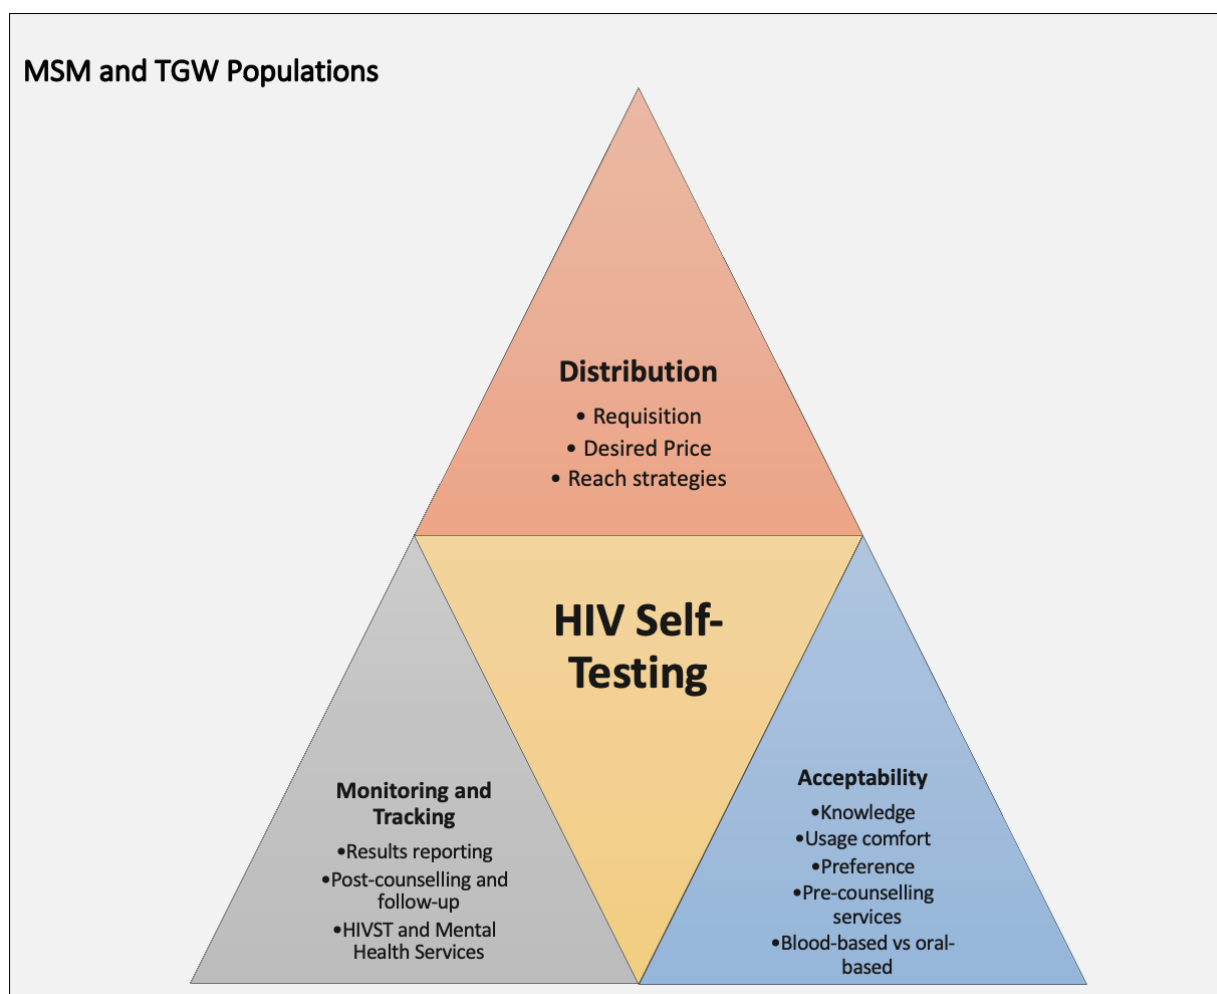 MSM and TGW Populations
Distribution
• Requisition
• Desired Price
• Reach strategies
HIV Self-
Testing
Monitoring and
Tracking
•Results reporting
•Post-counselling and
follow-up
•HIVST and Mental
Health Services
Acceptability
•Knowledge
•Usage comfort
•Preference
•Pre-counselling
services
•Blood-based vs oral-
based